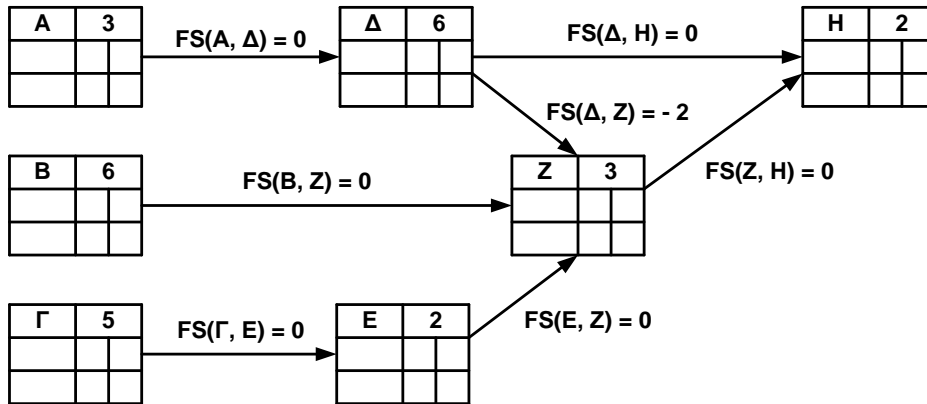 Α 3
FS(Α, Δ) = 0
Δ 6
FS(Δ, Η) = 0
Η 2
FS(Δ, Ζ) = - 2
Β 6
FS(Β, Ζ) = 0
Ζ 3
FS(Ζ, Η) = 0
Γ 5
FS(Γ, Ε) = 0
Ε 2
FS(Ε, Ζ) = 0